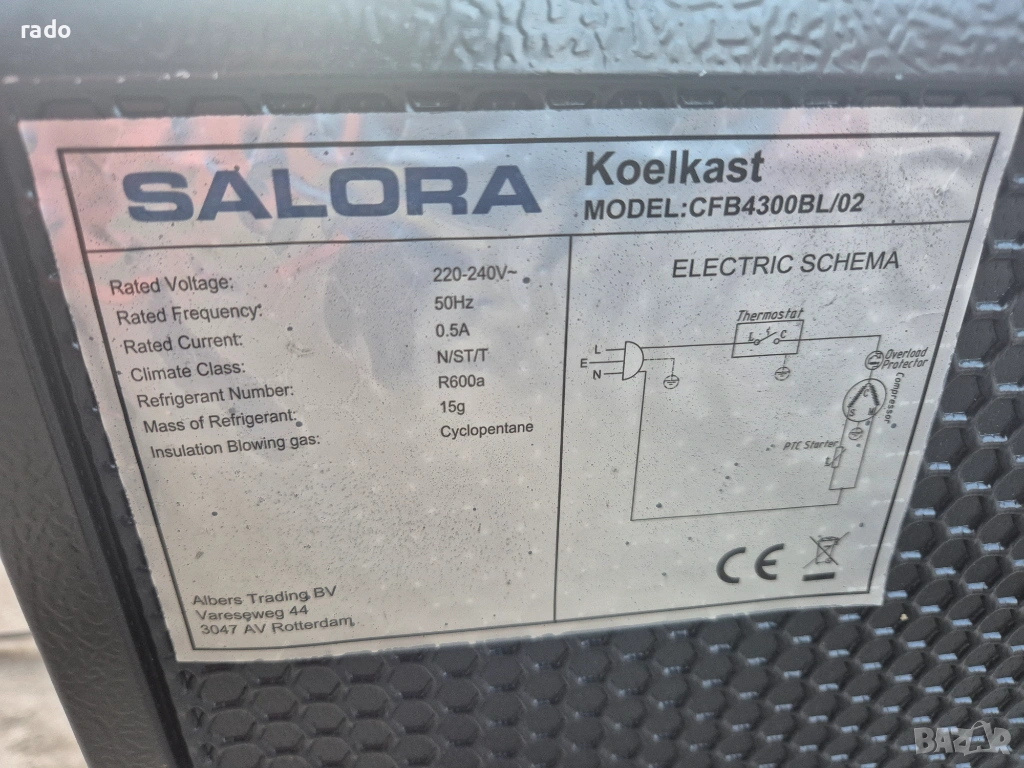 rado
SALORA
Koelkast
MODEL:CFB4300BL/02
Rated Voltage: 220-240V~
Rated Frequency: 50Hz
Rated Current: 0.5A
Climate Class: N/ST/T
Refrigerant Number: R600a
Mass of Refrigerant: 15g
Insulation Blowing gas: Cyclopentane
Albers Trading BV
Vareseweg 44
3047 AV Rotterdam
ELECTRIC SCHEMA
Thermostat
L C
L
E
N
Overload
Protector
Compressor
C
S M
PTE Starter
CE
BAZAR